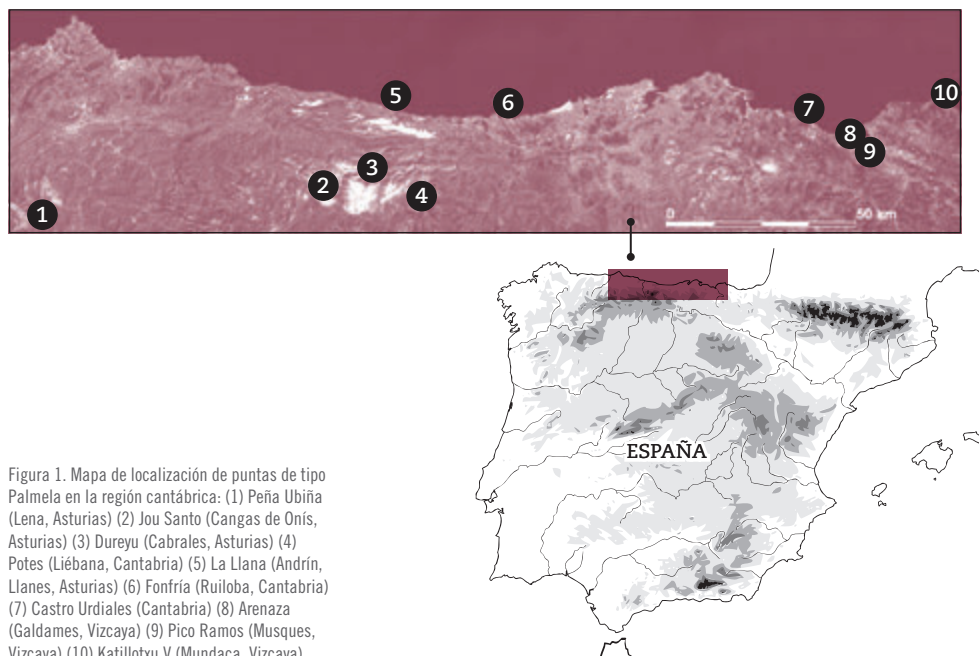 5
6
7
10
8
9
3
2
4
1
0
50 km
ESPAÑA
Figura 1. Mapa de localización de puntas de tipo
Palmela en la región cantábrica: (1) Peña Ubiña
(Lena, Asturias) (2) Jou Santo (Cangas de Onís,
Asturias) (3) Dureyu (Cabrales, Asturias) (4)
Potes (Liébana, Cantabria) (5) La Llana (Andrín,
Llanes, Asturias) (6) Fonfría (Ruiloba, Cantabria)
(7) Castro Urdiales (Cantabria) (8) Arenaza
(Galdames, Vizcaya) (9) Pico Ramos (Musques,
Vizcaya) (10) Katillotxu V (Mundaca, Vizcaya)